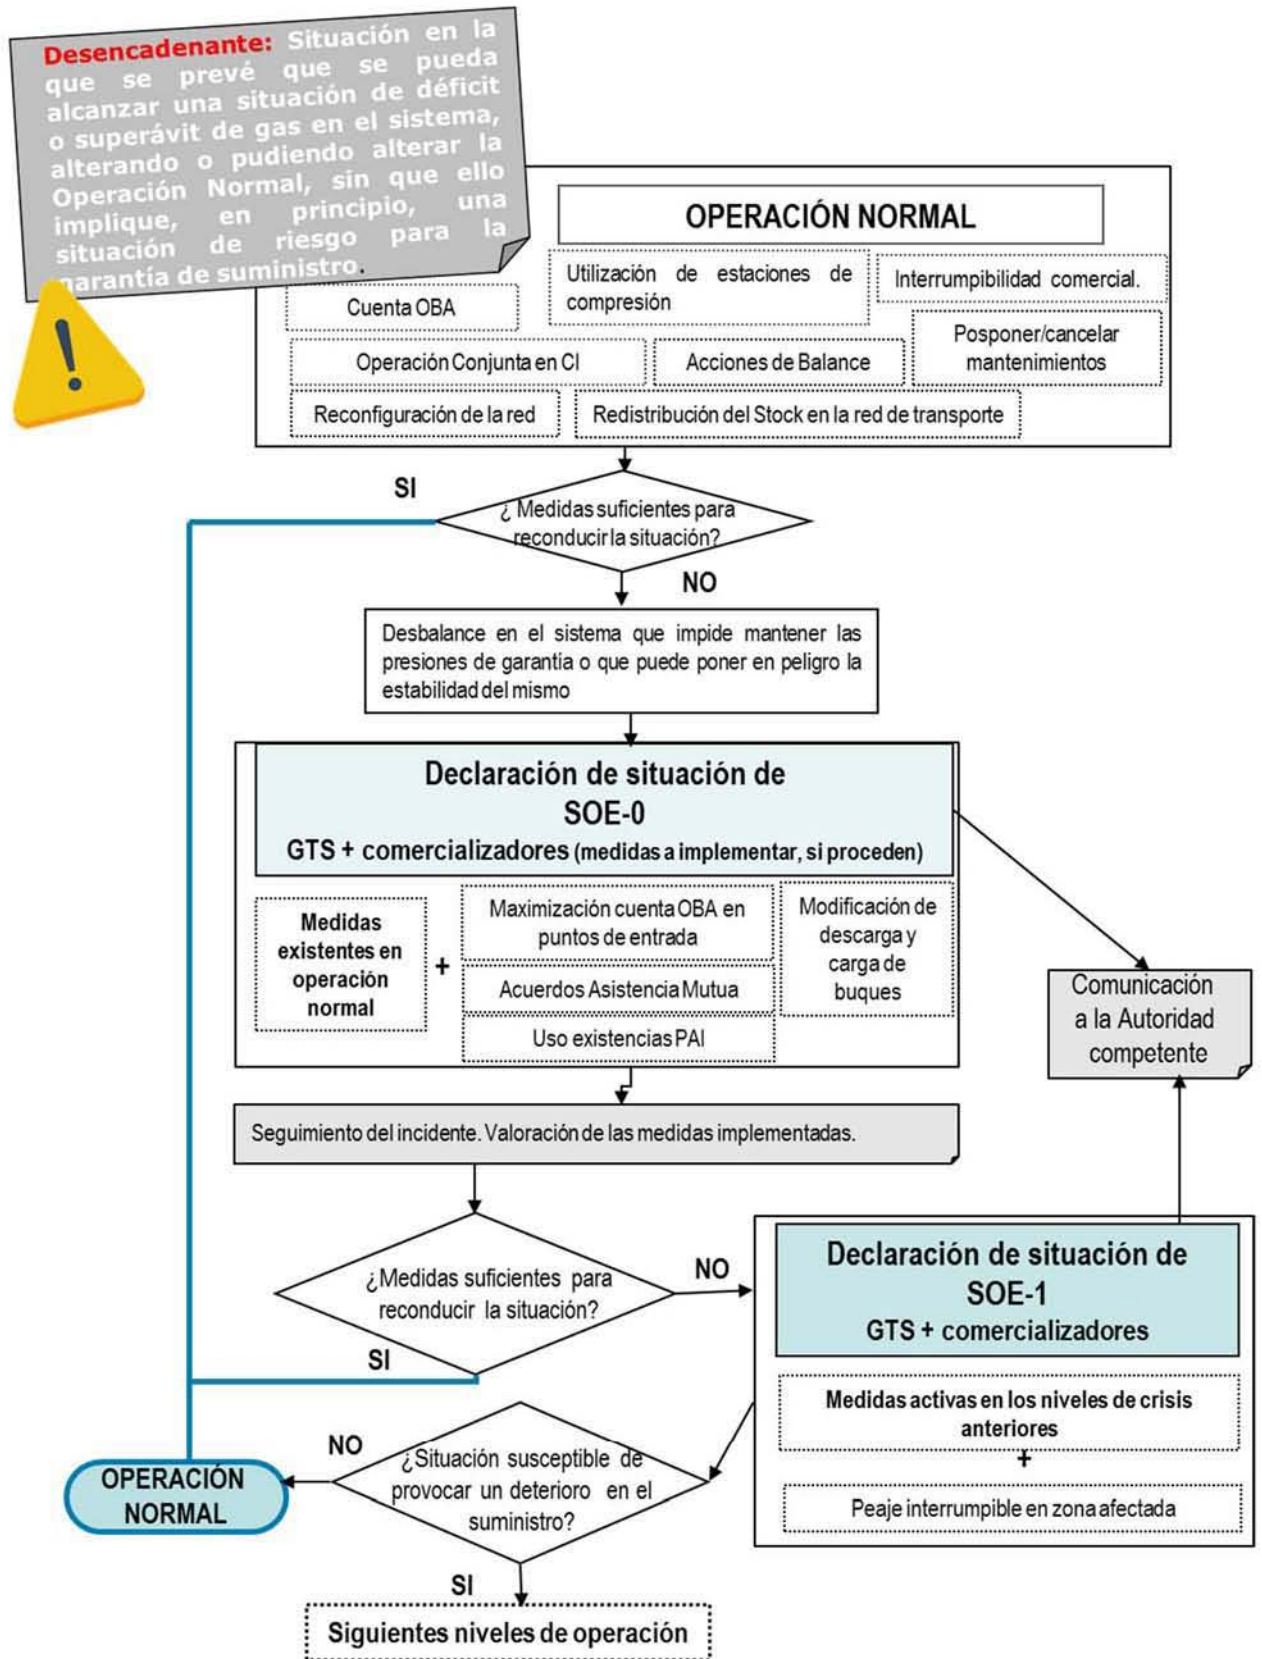 Desencadenante: Situación en la
que se prevé que se pueda
alcanzar una situación de déficit
o superávit de gas en el sistema,
alterando o pudiendo alterar la
Operación Normal, sin que ello
implique, en principio, una
situación de riesgo para la
garantía de suministro.
OPERACIÓN NORMAL
Utilización de estaciones de
compresión
Interrumpibilidad comercial.
Cuenta OBA
Posponer/cancelar
mantenimientos
Operación Conjunta en CI
Acciones de Balance
Reconfiguración de la red
Redistribución del Stock en la red de transporte
SI
¿ Medidas suficientes para
reconducir la situación?
NO
Desbalance en el sistema que impide mantener las
presiones de garantía o que puede poner en peligro la
estabilidad del mismo
Declaración de situación de
SOE-0
GTS + comercializadores (medidas a implementar, si proceden)
Medidas
existentes en
operación
normal
+
Maximización cuenta OBA en
puntos de entrada
Acuerdos Asistencia Mutua
Uso existencias PAI
Modificación de
descarga y
carga de
buques
Comunicación
a la Autoridad
competente
Seguimiento del incidente. Valoración de las medidas implementadas.
¿Medidas suficientes para
reconducir la situación?
NO
SI
Declaración de situación de
SOE-1
GTS + comercializadores
Medidas activas en los niveles de crisis
anteriores
+
Peaje interrumpible en zona afectada
¿Situación susceptible de
provocar un deterioro en el
suministro?
NO
OPERACIÓN
NORMAL
SI
Siguientes niveles de operación